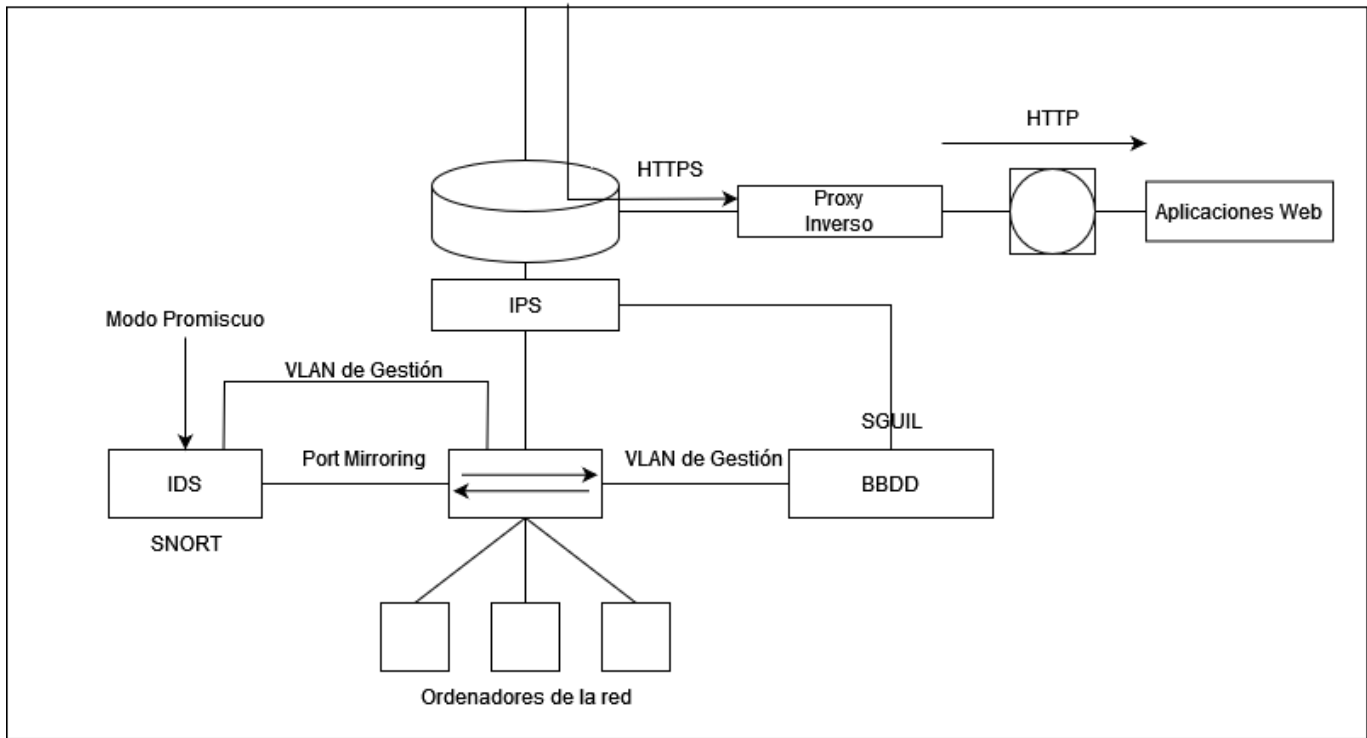 HTTP
HTTPS
Proxy
Inverso
Aplicaciones Web
IPS
Modo Promiscuo
VLAN de Gestión
SGUIL
Port Mirroring
VLAN de Gestión
IDS
BBDD
SNORT
Ordenadores de la red